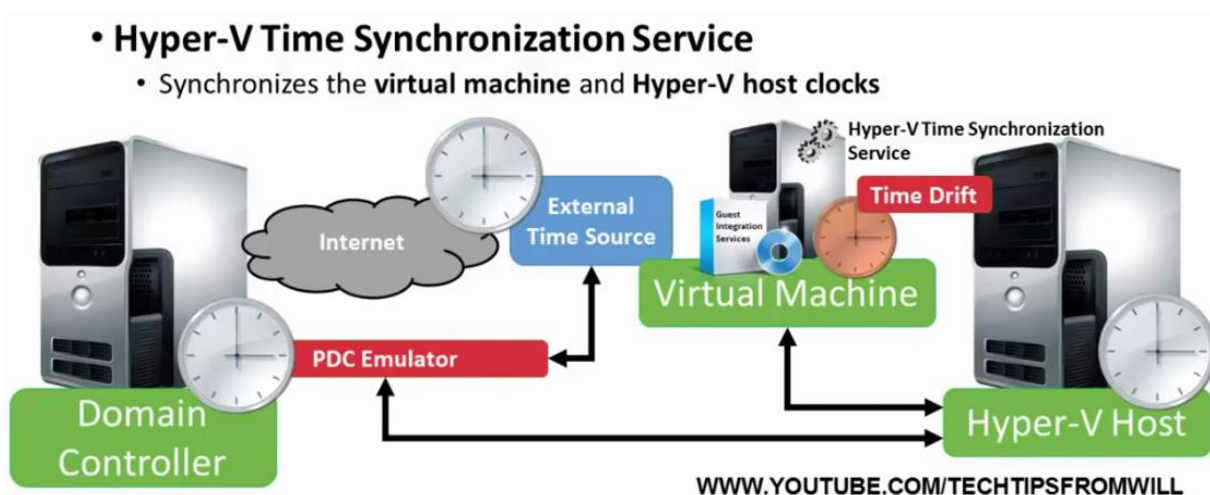 • Hyper-V Time Synchronization Service
• Synchronizes the virtual machine and Hyper-V host clocks
Hyper-V Time Synchronization
Service
Time Drift
External
Time Source
Internet
Guest
Integration
Services
Virtual Machine
PDC Emulator
Domain
Controller
Hyper-V Host
WWW.YOUTUBE.COM/TECHTIPSFROMWILL